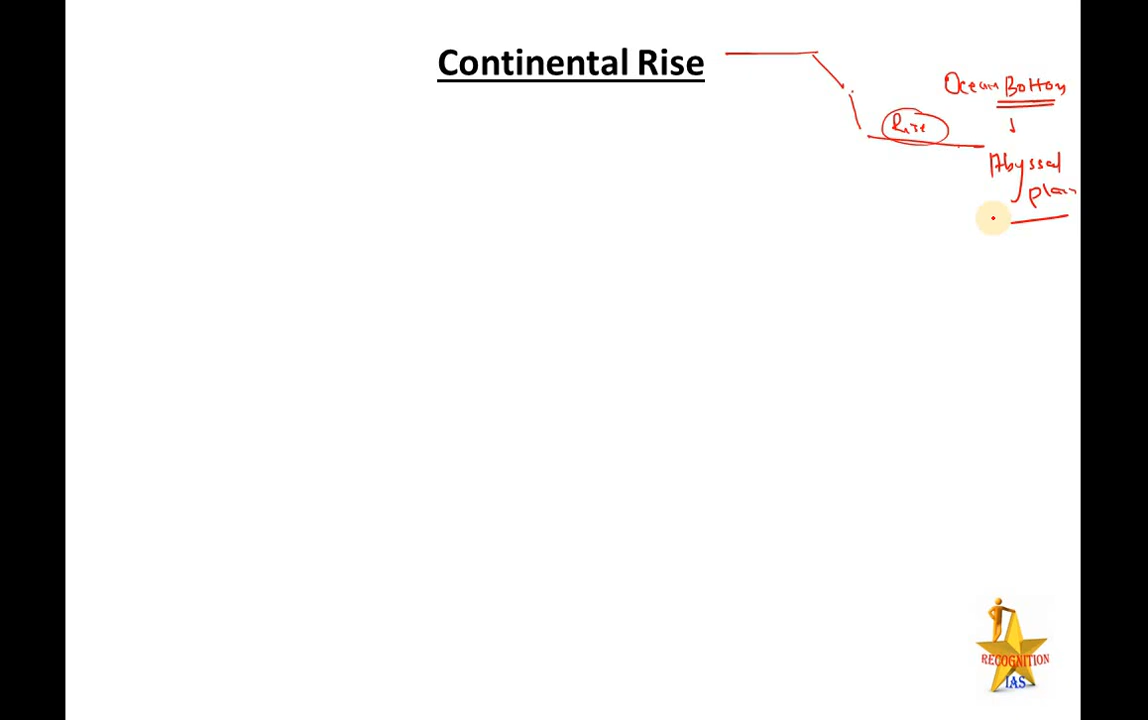 Continental Rise
Ocean Bottom
Rise
Abyssal
plain
RECOGNITION
IAS